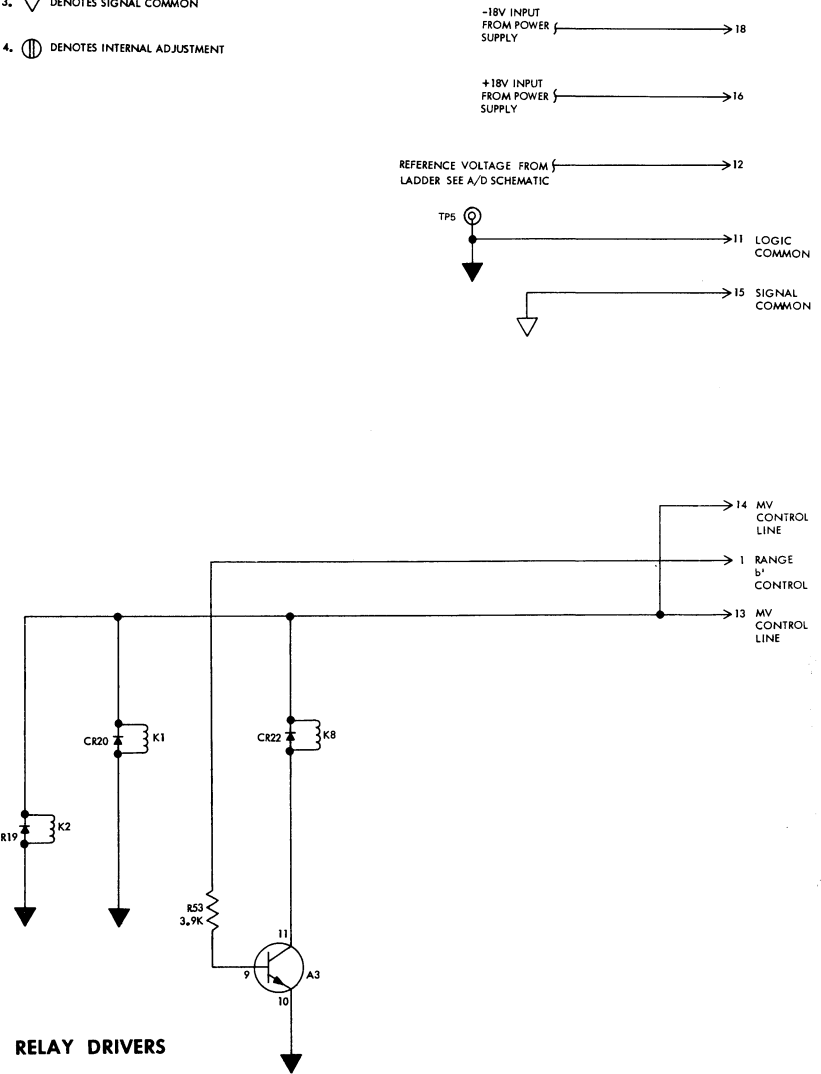 3. DENOTES SIGNAL COMMON
4. DENOTES INTERNAL ADJUSTMENT
-18V INPUT
FROM POWER
SUPPLY
18
+18V INPUT
FROM POWER
SUPPLY
16
REFERENCE VOLTAGE FROM
LADDER SEE A/D SCHEMATIC
12
TP5
11 LOGIC
COMMON
15 SIGNAL
COMMON
14 MV
CONTROL
LINE
1 RANGE
b'
CONTROL
13 MV
CONTROL
LINE
CR20
K1
CR22
K8
R19
K2
R53
3.9K
11
9
A3
10
RELAY DRIVERS